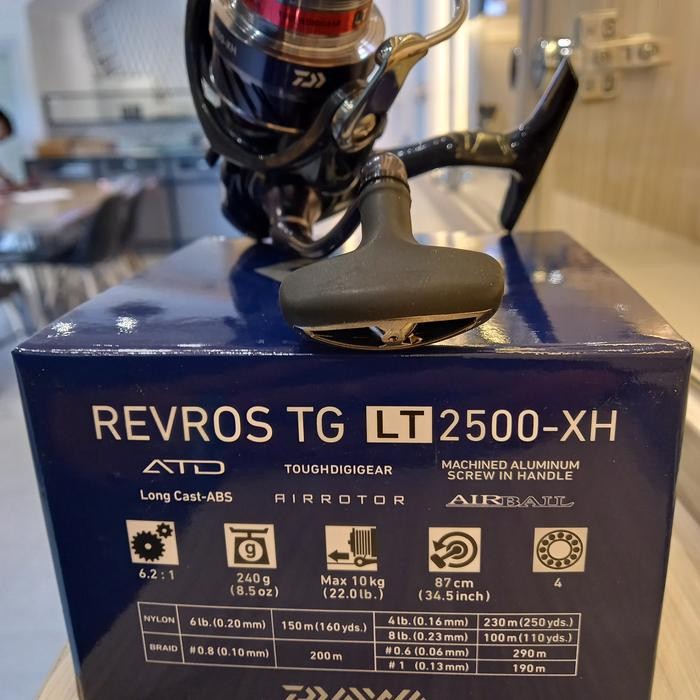 -XH
REVROS TG LT 2500-XH
ATD
TOUGHDIGIGEAR
MACHINED ALUMINUM
SCREW IN HANDLE
Long Cast-ABS
AIRROTOR
AIRBAIL
g
6.2 : 1
240 g
(8.5 oz)
Max 10 kg
(22.0 lb.)
87 cm
(34.5 inch)
4
NYLON 6 lb. (0.20 mm) 150 m (160 yds.) 4 lb. (0.16 mm) 230 m (250 yds.)
8 lb. (0.23 mm) 100 m (110 yds.)
BRAID #0.8 (0.10 mm) 200 m #0.6 (0.06 mm) 290 m
#1 (0.13 mm) 190 m
DAIWA